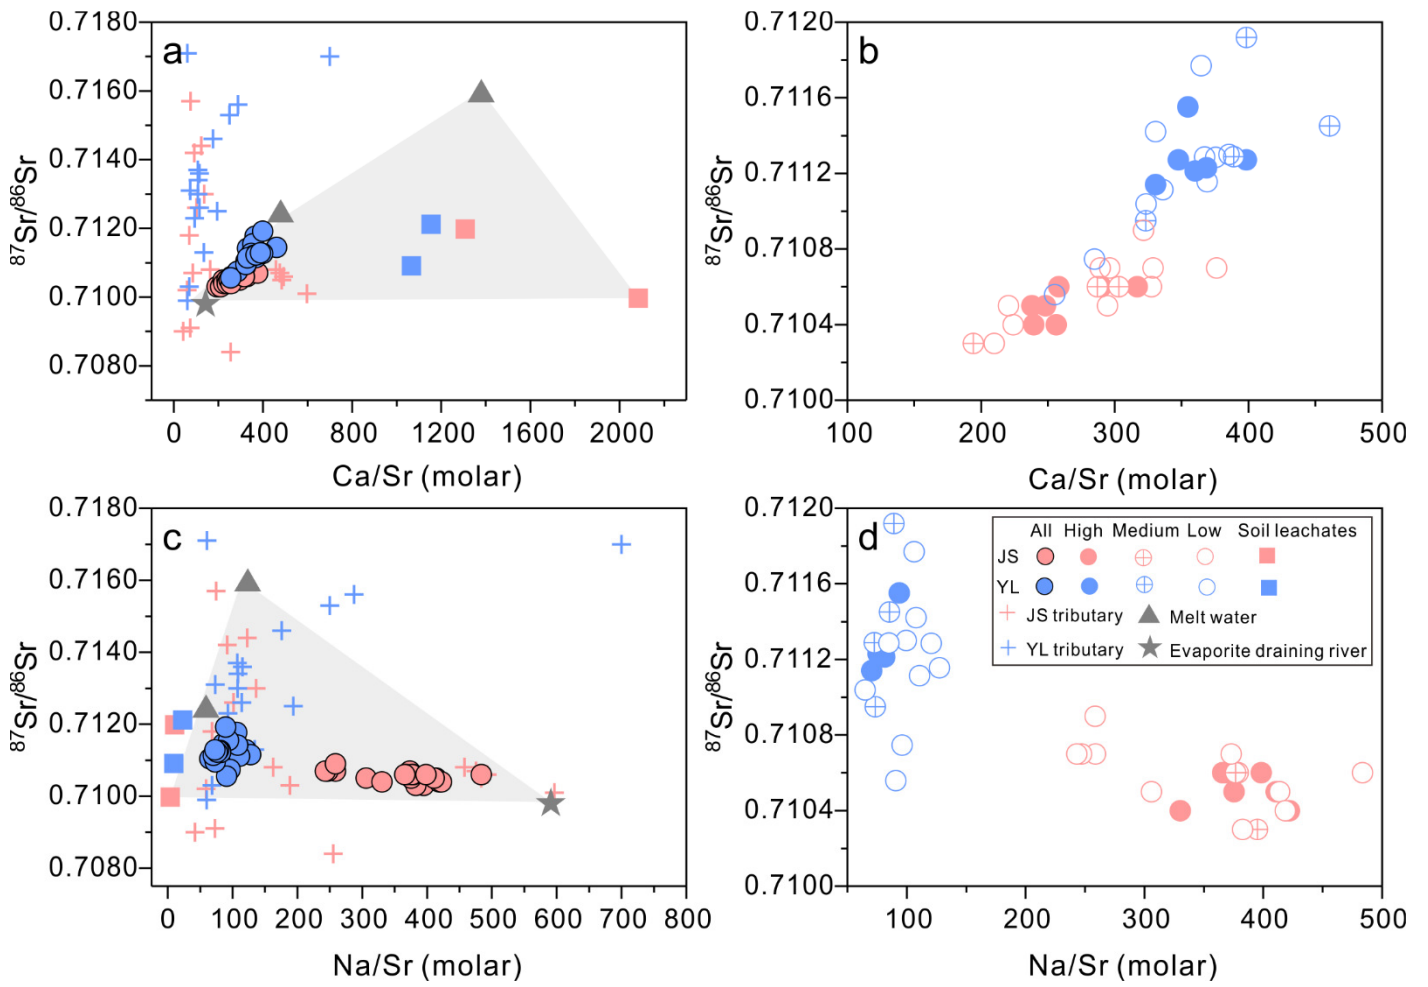 a
0.7180
0.7160
0.7140
0.7120
0.7100
0.7080
87Sr/86Sr
0 400 800 1200 1600 2000
Ca/Sr (molar)
b
0.7120
0.7116
0.7112
0.7108
0.7104
0.7100
87Sr/86Sr
100 200 300 400 500
Ca/Sr (molar)
c
0.7180
0.7160
0.7140
0.7120
0.7100
0.7080
87Sr/86Sr
0 100 200 300 400 500 600 700 800
Na/Sr (molar)
d
0.7120
0.7116
0.7112
0.7108
0.7104
0.7100
87Sr/86Sr
100 200 300 400 500
Na/Sr (molar)
All High Medium Low Soil leachates
JS
YL
JS tributary Melt water
YL tributary Evaporite draining river